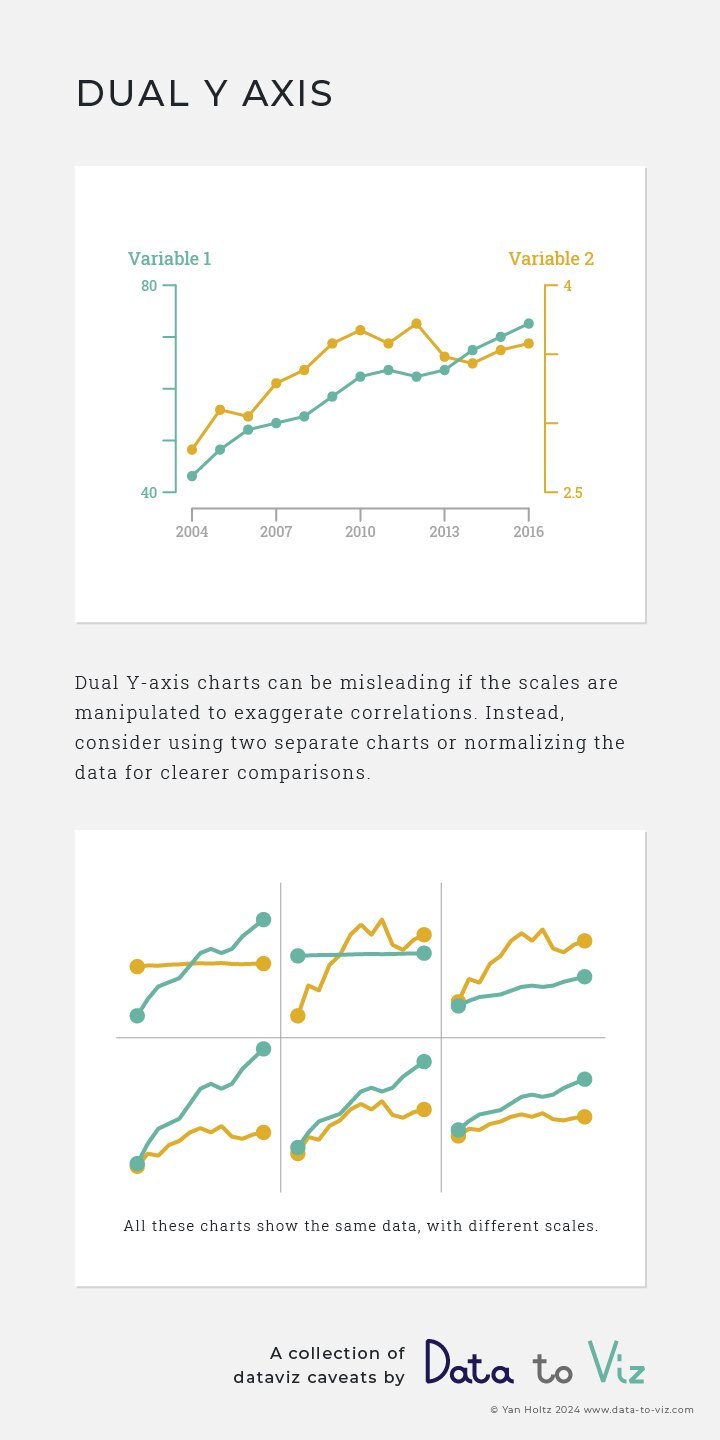 DUAL Y AXIS
Variable 1 Variable 2
80 4
40 2.5
2004 2007 2010 2013 2016
Dual Y-axis charts can be misleading if the scales are
manipulated to exaggerate correlations. Instead,
consider using two separate charts or normalizing the
data for clearer comparisons.
All these charts show the same data, with different scales.
A collection of
dataviz caveats by
Data to Viz
© Yan Holtz 2024 www.data-to-viz.com